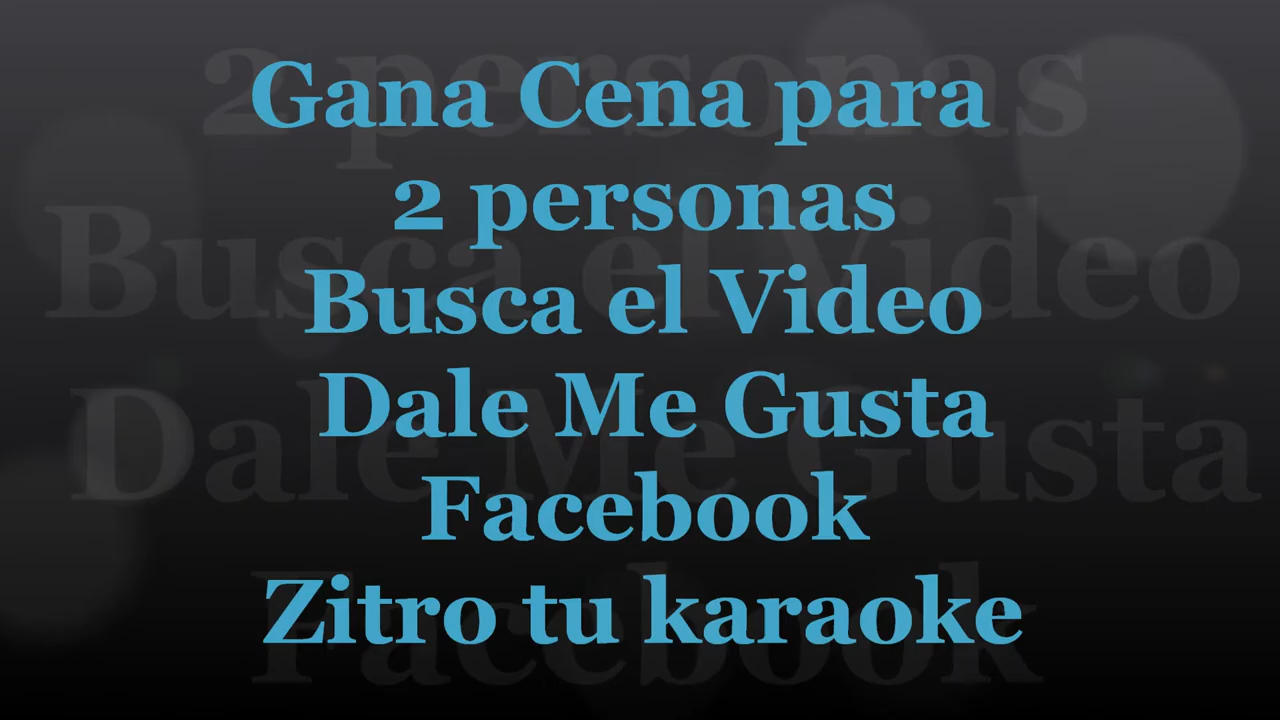 Gana Cena para
2 personas
Busca el Video
Dale Me Gusta
Facebook
Zitro tu karaoke